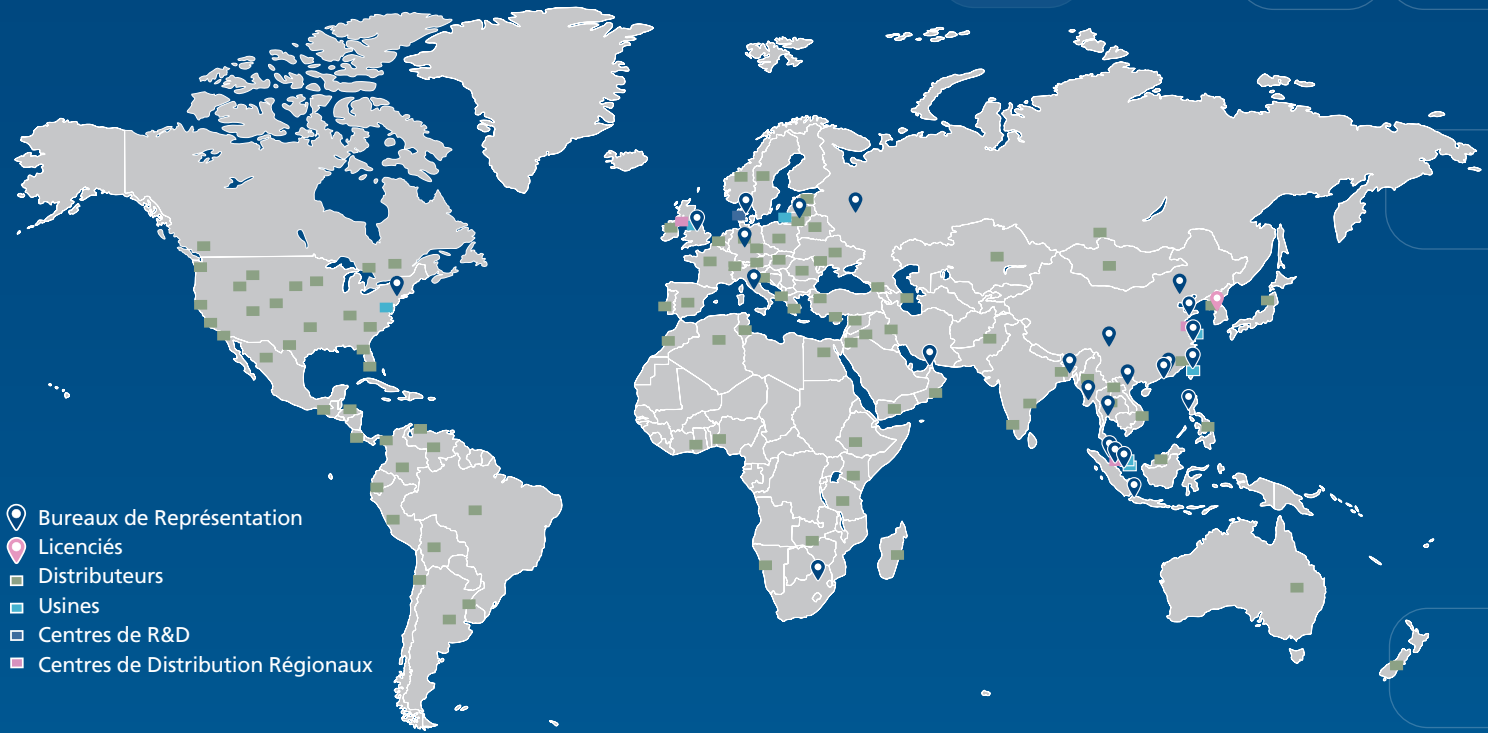 Bureaux de Représentation
Licenciés
Distributeurs
Usines
Centres de R&D
Centres de Distribution Régionaux